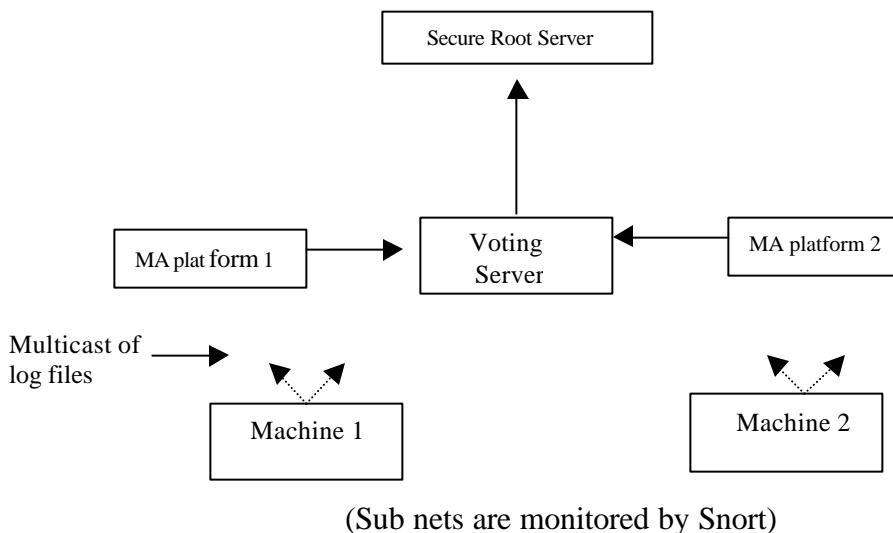 Secure Root Server
MA plat form 1
Voting
Server
MA platform 2
Multicast of
log files
Machine 1
Machine 2
(Sub nets are monitored by Snort)